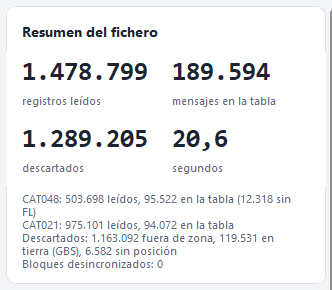 Resumen del fichero
1.478.799 189.594
registros leídos mensajes en la tabla
1.289.205 20,6
descartados segundos
CAT048: 503.698 leídos, 95.522 en la tabla (12.318 sin
FL)
CAT021: 975.101 leídos, 94.072 en la tabla
Descartados: 1.163.092 fuera de zona, 119.531 en
tierra (GBS), 6.582 sin posición
Bloques desincronizados: 0